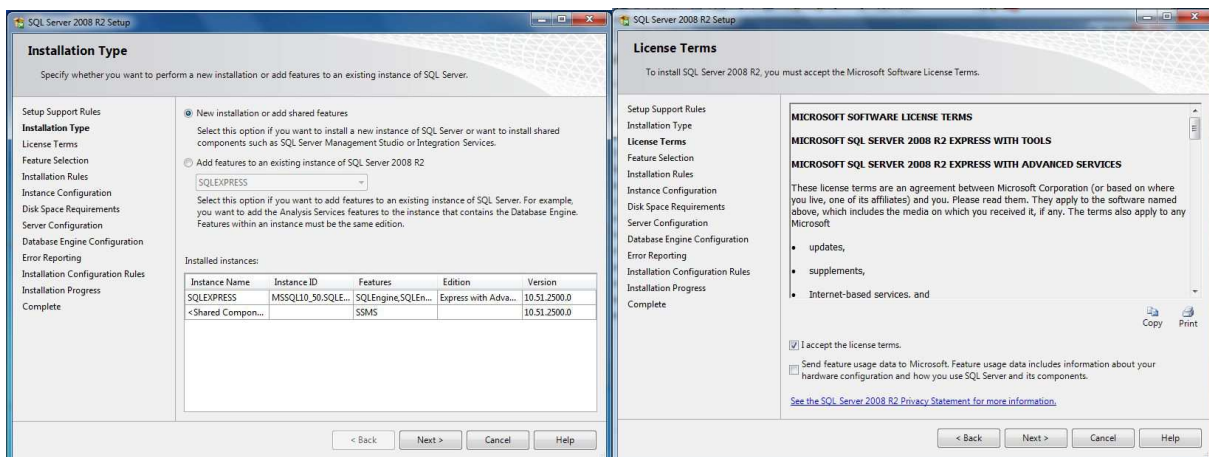 SQL Server 2008 R2 Setup
Installation Type
Specify whether you want to perform a new installation or add features to an existing instance of SQL Server.
Setup Support Rules
Installation Type
License Terms
Feature Selection
Installation Rules
Instance Configuration
Disk Space Requirements
Server Configuration
Database Engine Configuration
Error Reporting
Installation Configuration Rules
Installation Progress
Complete
New installation or add shared features
Select this option if you want to install a new instance of SQL Server or want to install shared
components such as SQL Server Management Studio or Integration Services.
Add features to an existing instance of SQL Server 2008 R2
SQLEXPRESS
Select this option if you want to add features to an existing instance of SQL Server. For example,
you want to add the Analysis Services features to the instance that contains the Database Engine.
Features within an instance must be the same edition.
Installed instances:
Instance Name Instance ID Features Edition Version
SQLEXPRESS MSSQL10_50.SQLE... SQLEngine,SQLEn... Express with Adva... 10.51.2500.0
<Shared Compon... SSMS 10.51.2500.0
< Back Next > Cancel Help
SQL Server 2008 R2 Setup
License Terms
To install SQL Server 2008 R2, you must accept the Microsoft Software License Terms.
Setup Support Rules
Installation Type
License Terms
Feature Selection
Installation Rules
Instance Configuration
Disk Space Requirements
Server Configuration
Database Engine Configuration
Error Reporting
Installation Configuration Rules
Installation Progress
Complete
MICROSOFT SOFTWARE LICENSE TERMS
MICROSOFT SQL SERVER 2008 R2 EXPRESS WITH TOOLS
MICROSOFT SQL SERVER 2008 R2 EXPRESS WITH ADVANCED SERVICES
These license terms are an agreement between Microsoft Corporation (or based on where
you live, one of its affiliates) and you. Please read them. They apply to the software named
above, which includes the media on which you received it, if any. The terms also apply to any
Microsoft
• updates,
• supplements,
• Internet-based services, and
Copy Print
I accept the license terms.
Send feature usage data to Microsoft. Feature usage data includes information about your
hardware configuration and how you use SQL Server and its components.
See the SQL Server 2008 R2 Privacy Statement for more information.
< Back Next > Cancel Help